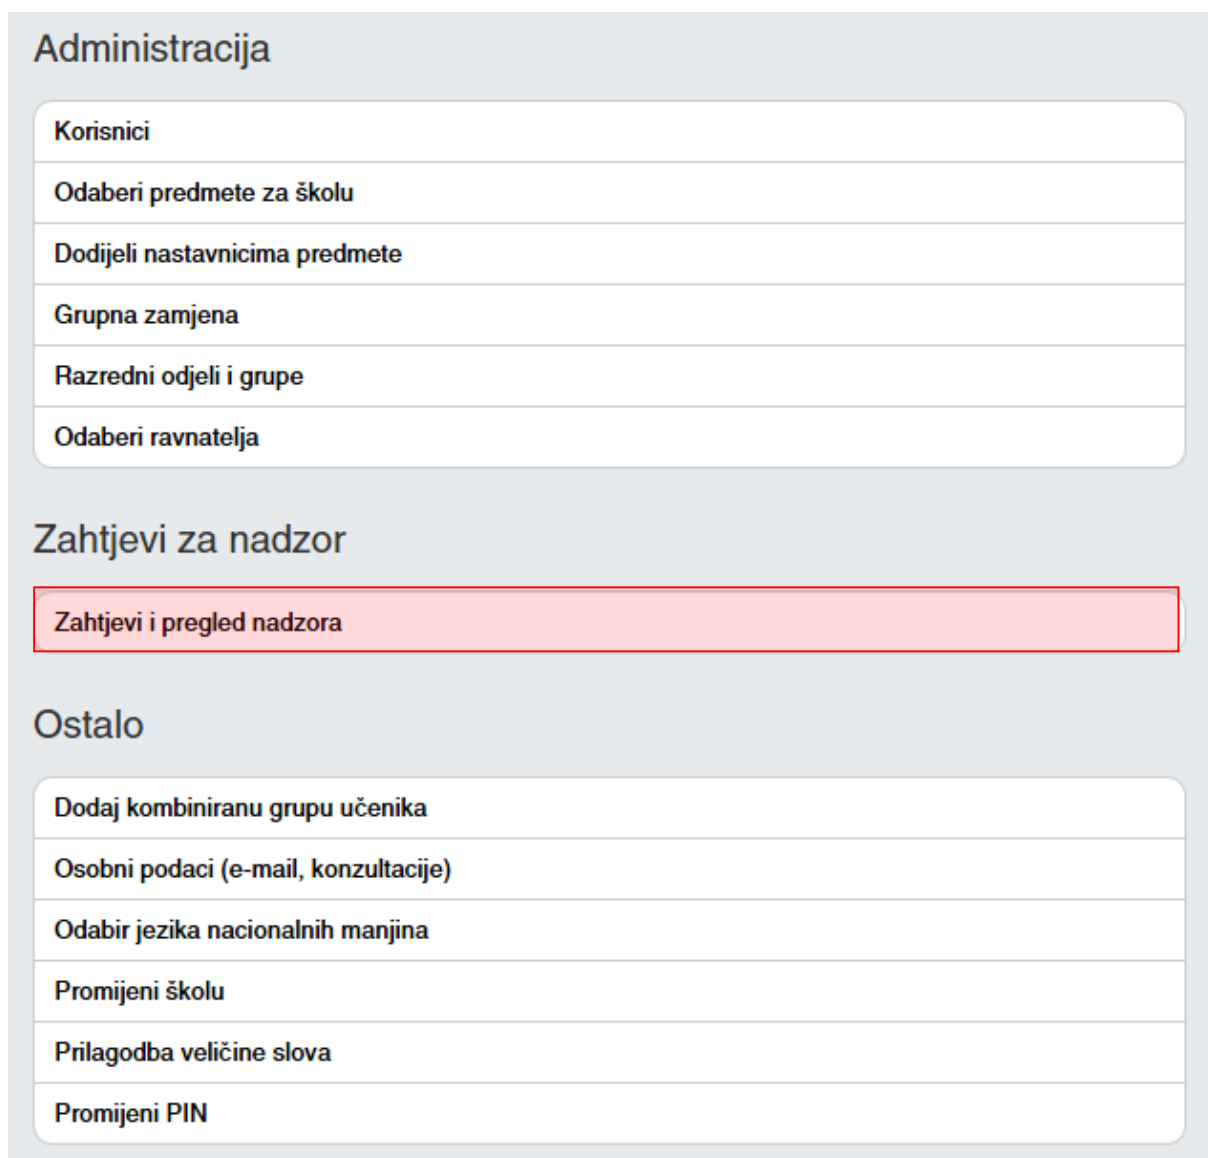 Administracija
Korisnici
Odaberi predmete za školu
Dodijeli nastavnicima predmete
Grupna zamjena
Razredni odjeli i grupe
Odaberi ravnatelja
Zahtjevi za nadzor
Zahtjevi i pregled nadzora
Ostalo
Dodaj kombiniranu grupu učenika
Osobni podaci (e-mail, konzultacije)
Odabir jezika nacionalnih manjina
Promijeni školu
Prilagodba veličine slova
Promijeni PIN